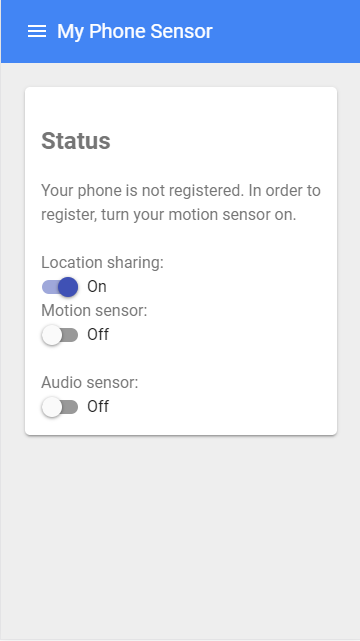 My Phone Sensor
Status
Your phone is not registered. In order to
register, turn your motion sensor on.
Location sharing:
On
Motion sensor:
Off
Audio sensor:
Off